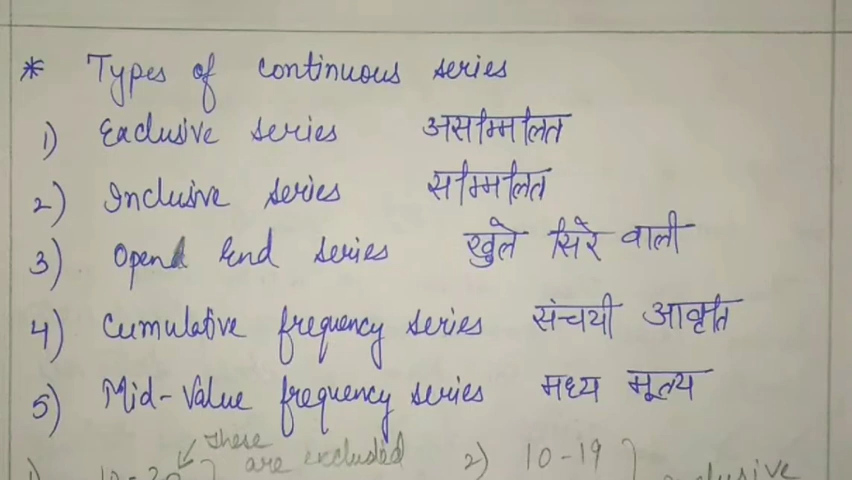 * Types of continuous series
1) Exclusive series असम्मिलित
2) Inclusive series सम्मिलित
3) Open End series खुले सिरे वाली
4) Cumulative frequency series संचयी आवृत्ति
5) Mid-Value frequency series मध्य मूल्य
these
are excluded 2) 10-19